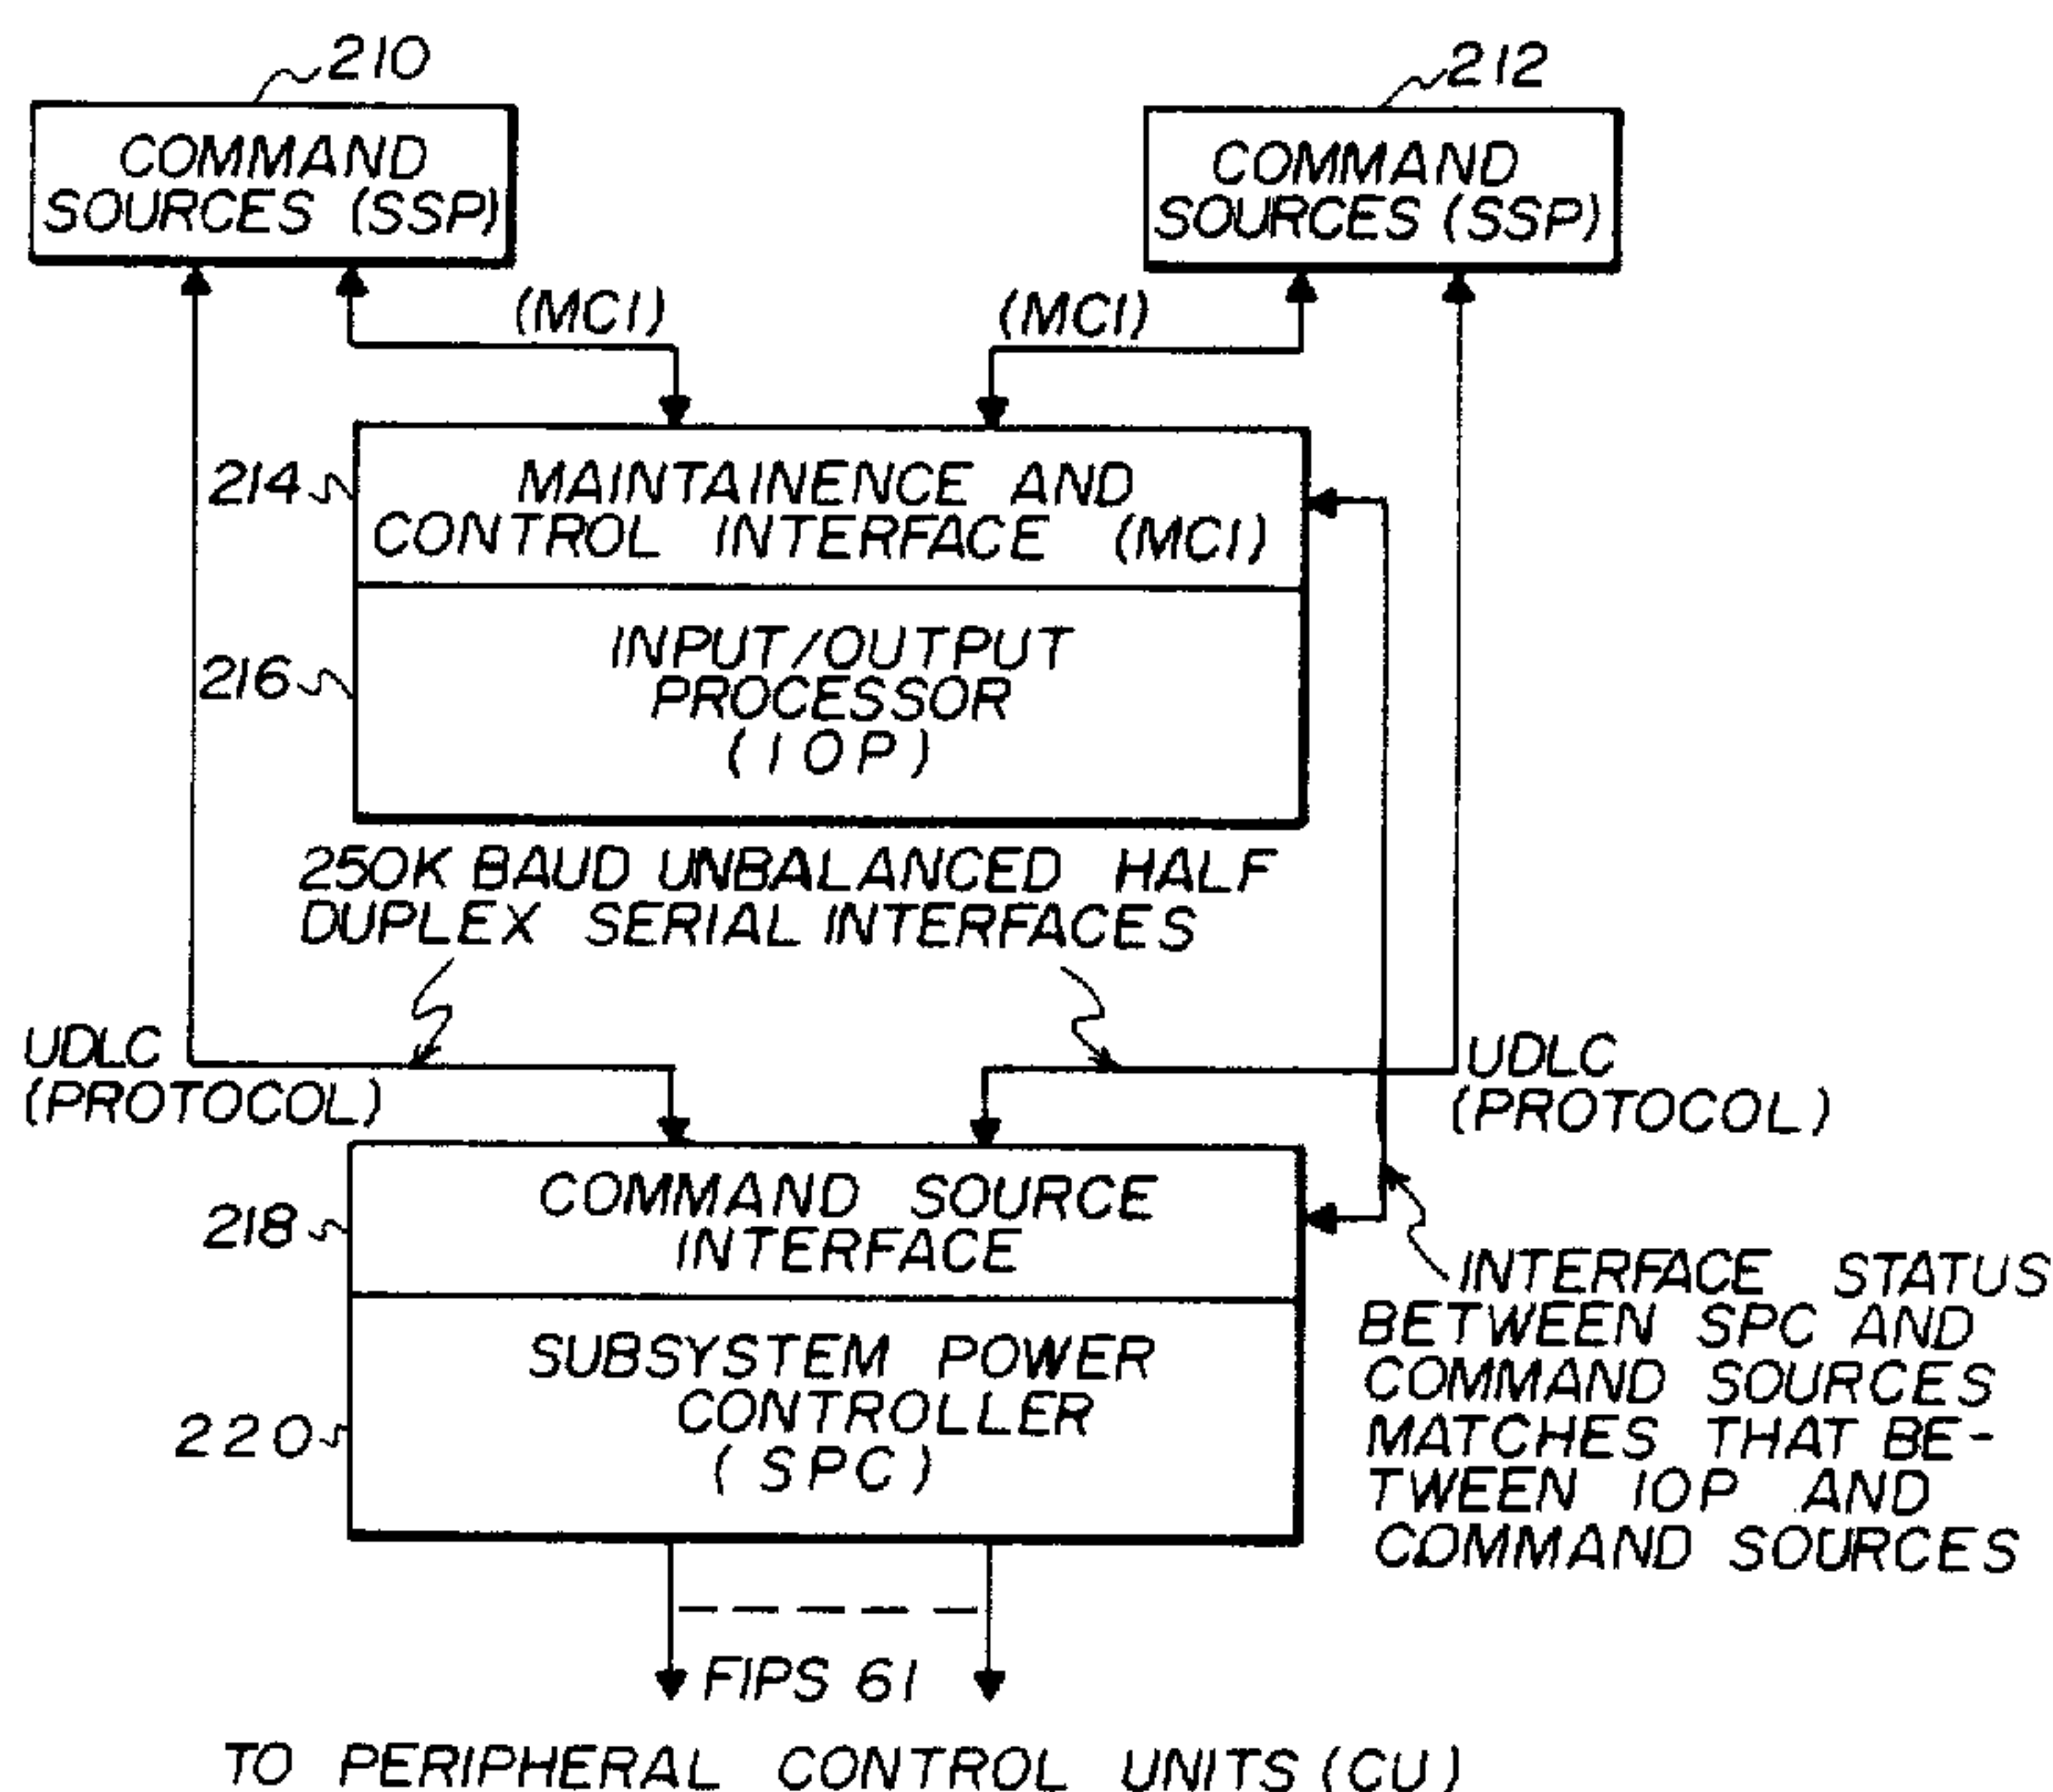 210
212
COMMAND
SOURCES (SSP)
COMMAND
SOURCES (SSP)
(MCI)
(MCI)
214
MAINTAINENCE AND
CONTROL INTERFACE (MCI)
216
INPUT/OUTPUT
PROCESSOR
(IOP)
250K BAUD UNBALANCED HALF
DUPLEX SERIAL INTERFACES
UDLC
(PROTOCOL)
UDLC
(PROTOCOL)
218
COMMAND SOURCE
INTERFACE
220
SUBSYSTEM POWER
CONTROLLER
(SPC)
INTERFACE STATUS
BETWEEN SPC AND
COMMAND SOURCES
MATCHES THAT BE-
TWEEN IOP AND
COMMAND SOURCES
FIPS 61
TO PERIPHERAL CONTROL UNITS (CU)